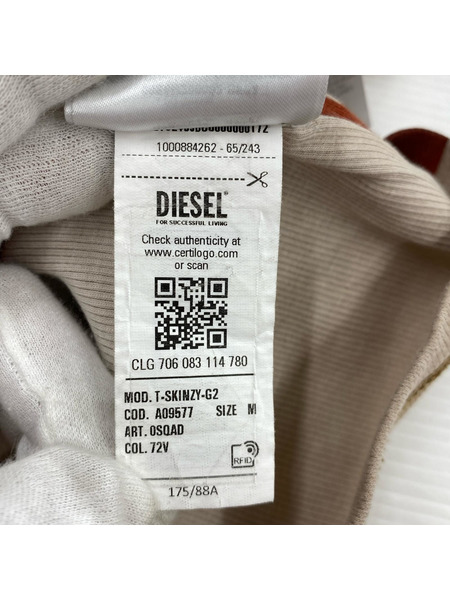 1000884262 - 65/243
DIESEL®
FOR SUCCESSFUL LIVING
Check authenticity at
www.certilogo.com
or scan
CLG 706 083 114 780
MOD. T-SKINZY-G2
COD. A09577 SIZE M
ART. 0SQAD
COL. 72V
RFID
175/88A